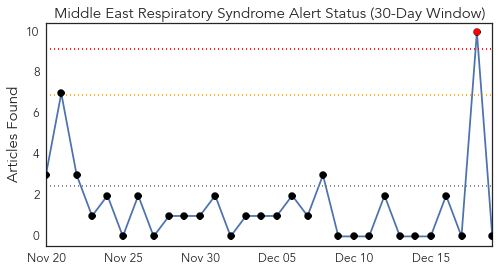 Middle East Respiratory Syndrome Alert Status (30-Day Window)
Articles Found
10
8
6
4
2
0
Nov 20 Nov 25 Nov 30 Dec 05 Dec 10 Dec 15